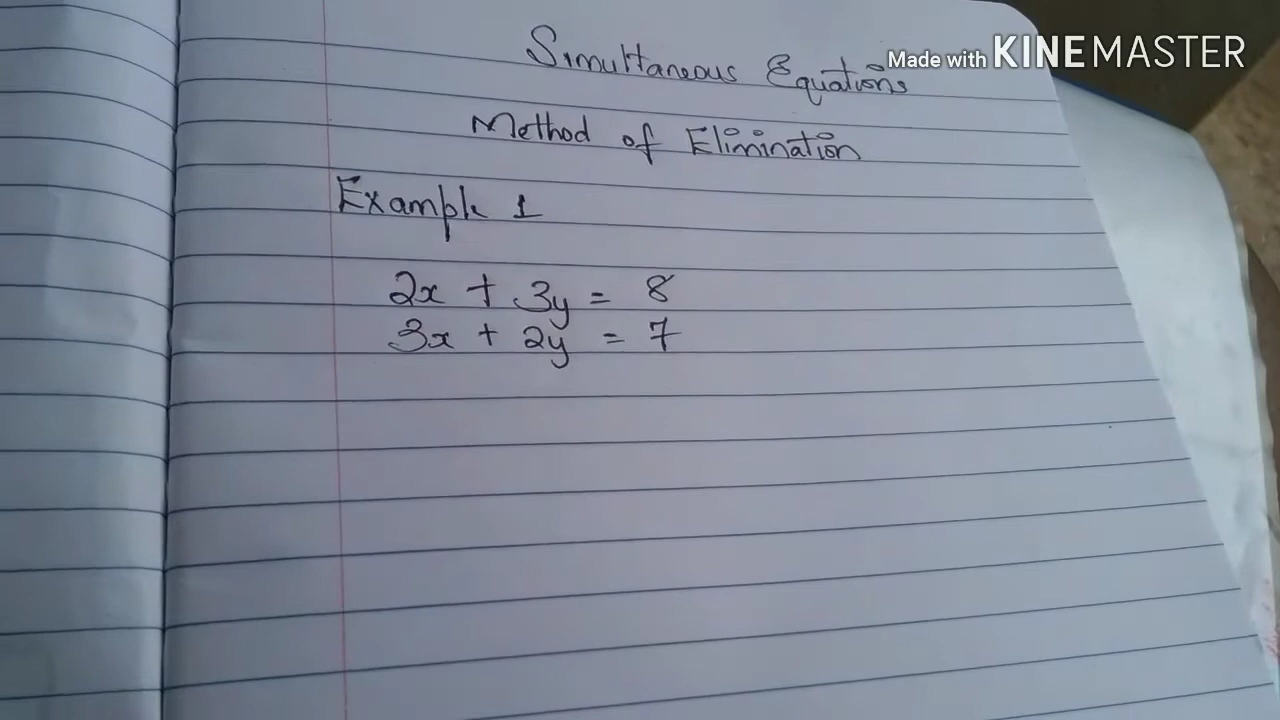 Simultaneous Equations
Made with KINEMASTER
Method of Elimination
Example 1
2x + 3y = 8
3x + 2y = 7